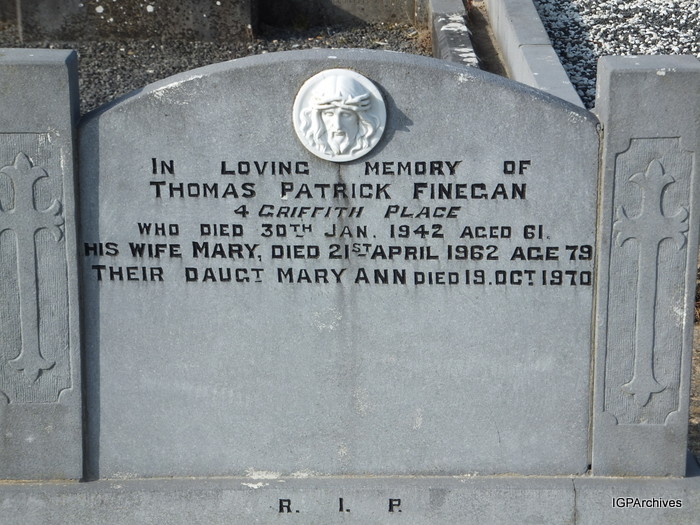 IN LOVING MEMORY OF
THOMAS PATRICK FINEGAN
4 GRIFFITH PLACE
WHO DIED 30TH JAN. 1942 AGED 61.
HIS WIFE MARY, DIED 21ST APRIL 1962 AGE 79
THEIR DAUGT MARY ANN DIED 19. OCT. 1970
R. I. P.
IGPArchives